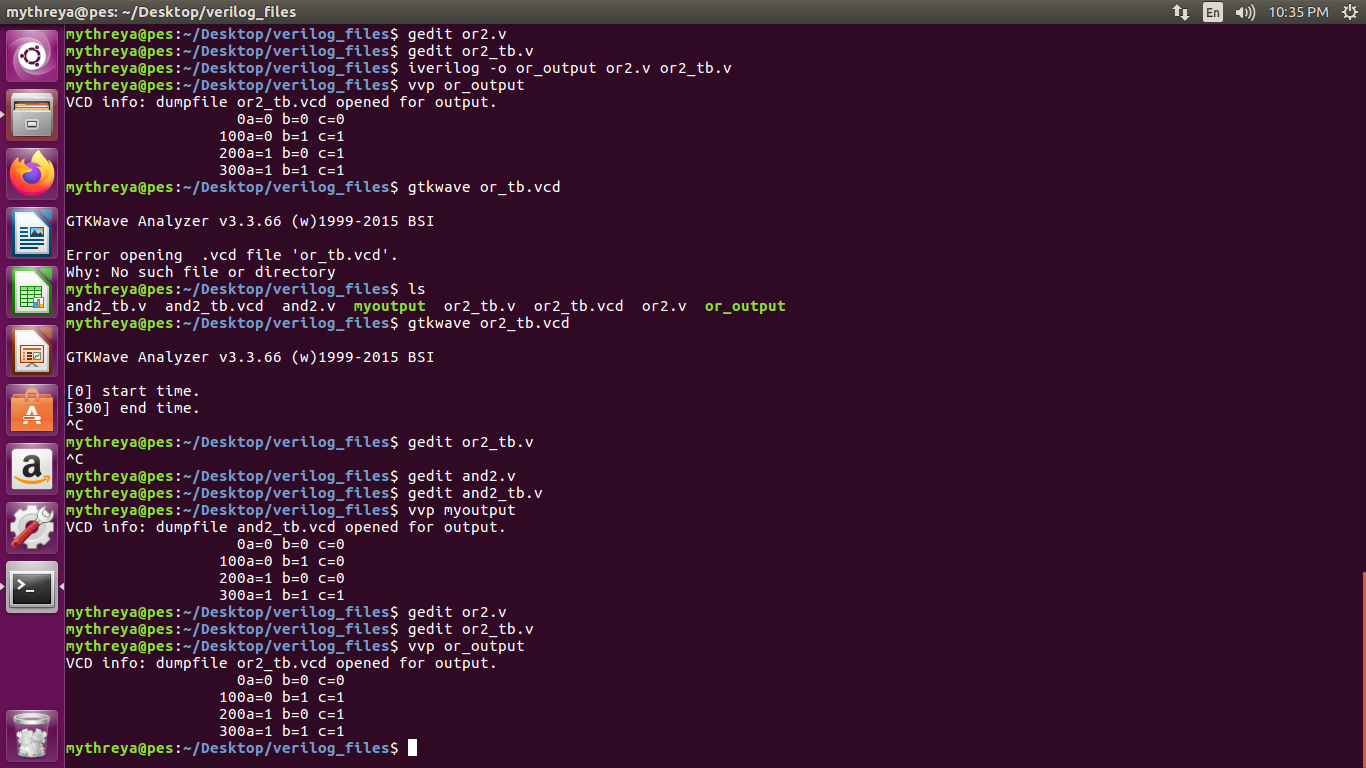 mythreya@pes: ~/Desktop/verilog_files En 10:35 PM
mythreya@pes:~/Desktop/verilog_files$ gedit or2.v
mythreya@pes:~/Desktop/verilog_files$ gedit or2_tb.v
mythreya@pes:~/Desktop/verilog_files$ iverilog -o or_output or2.v or2_tb.v
mythreya@pes:~/Desktop/verilog_files$ vvp or_output
VCD info: dumpfile or2_tb.vcd opened for output.
                   0a=0 b=0 c=0
                 100a=0 b=1 c=1
                 200a=1 b=0 c=1
                 300a=1 b=1 c=1
mythreya@pes:~/Desktop/verilog_files$ gtkwave or_tb.vcd
GTKWave Analyzer v3.3.66 (w)1999-2015 BSI
Error opening  .vcd file 'or_tb.vcd'.
Why: No such file or directory
mythreya@pes:~/Desktop/verilog_files$ ls
and2_tb.v  and2_tb.vcd  and2.v  myoutput  or2_tb.v  or2_tb.vcd  or2.v  or_output
mythreya@pes:~/Desktop/verilog_files$ gtkwave or2_tb.vcd
GTKWave Analyzer v3.3.66 (w)1999-2015 BSI
[0] start time.
[300] end time.
^C
mythreya@pes:~/Desktop/verilog_files$ gedit or2_tb.v
^C
mythreya@pes:~/Desktop/verilog_files$ gedit and2.v
mythreya@pes:~/Desktop/verilog_files$ gedit and2_tb.v
mythreya@pes:~/Desktop/verilog_files$ vvp myoutput
VCD info: dumpfile and2_tb.vcd opened for output.
                   0a=0 b=0 c=0
                 100a=0 b=1 c=0
                 200a=1 b=0 c=0
                 300a=1 b=1 c=1
mythreya@pes:~/Desktop/verilog_files$ gedit or2.v
mythreya@pes:~/Desktop/verilog_files$ gedit or2_tb.v
mythreya@pes:~/Desktop/verilog_files$ vvp or_output
VCD info: dumpfile or2_tb.vcd opened for output.
                   0a=0 b=0 c=0
                 100a=0 b=1 c=1
                 200a=1 b=0 c=1
                 300a=1 b=1 c=1
mythreya@pes:~/Desktop/verilog_files$